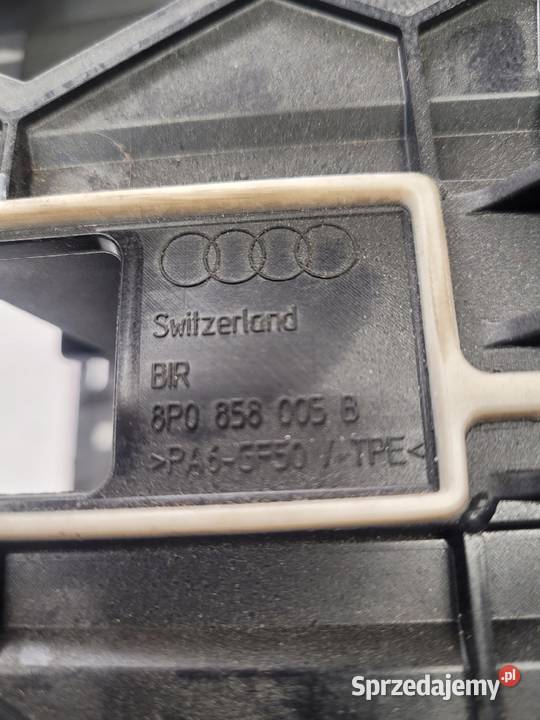 Switzerland
BIR
8P0 858 005 B
>PA6-GF50 / TPE<
Sprzedajemy.pl